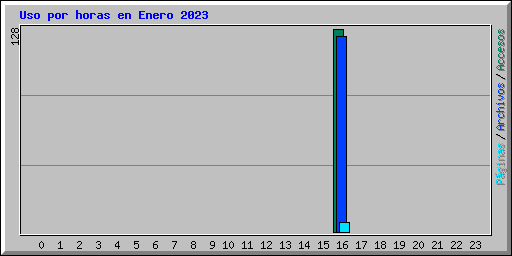 Uso por horas en Enero 2023
128
0 1 2 3 4 5 6 7 8 9 10 11 12 13 14 15 16 17 18 19 20 21 22 23
Páginas/Archivos/Accesos